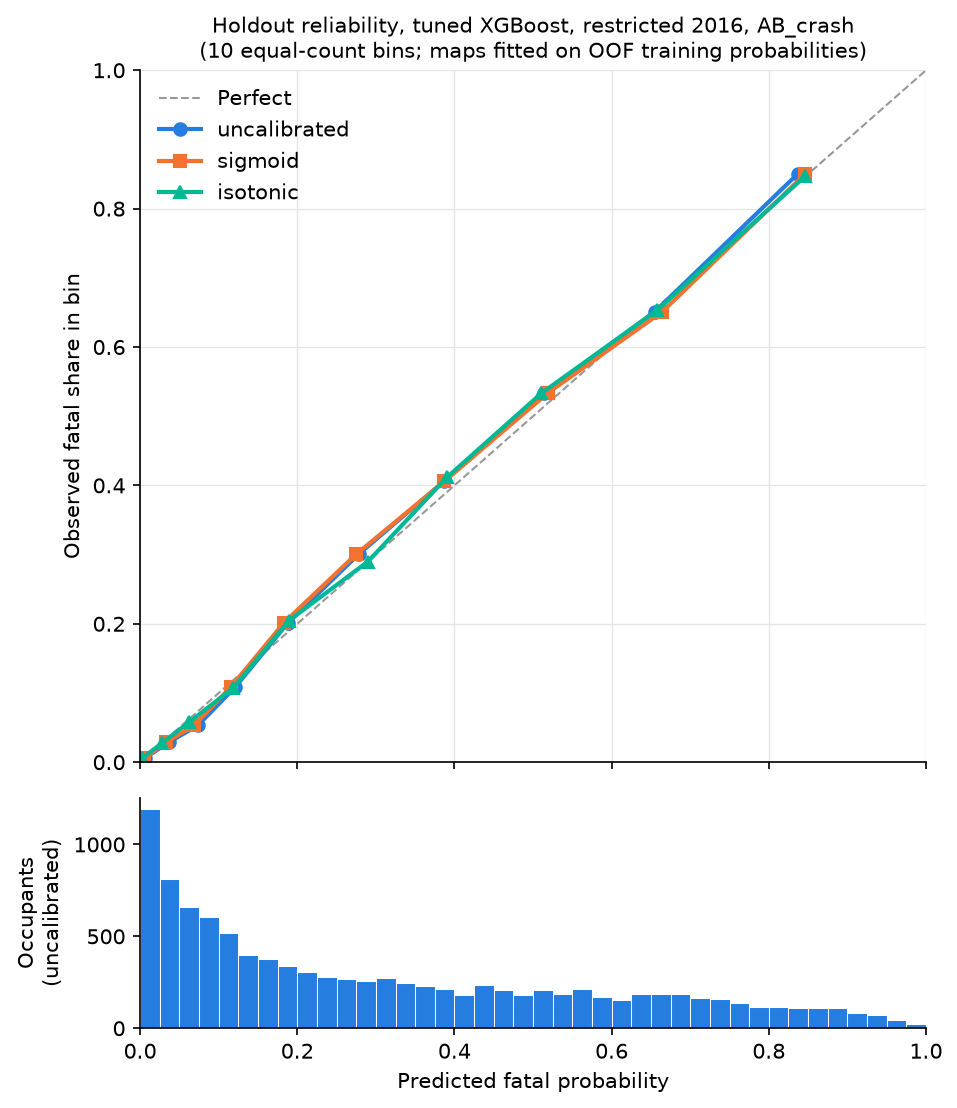 Holdout reliability, tuned XGBoost, restricted 2016, AB_crash
(10 equal-count bins; maps fitted on OOF training probabilities)
Perfect
uncalibrated
sigmoid
isotonic
Observed fatal share in bin
1.0
0.8
0.6
0.4
0.2
0.0
Occupants
(uncalibrated)
1000
500
0
0.0 0.2 0.4 0.6 0.8 1.0
Predicted fatal probability